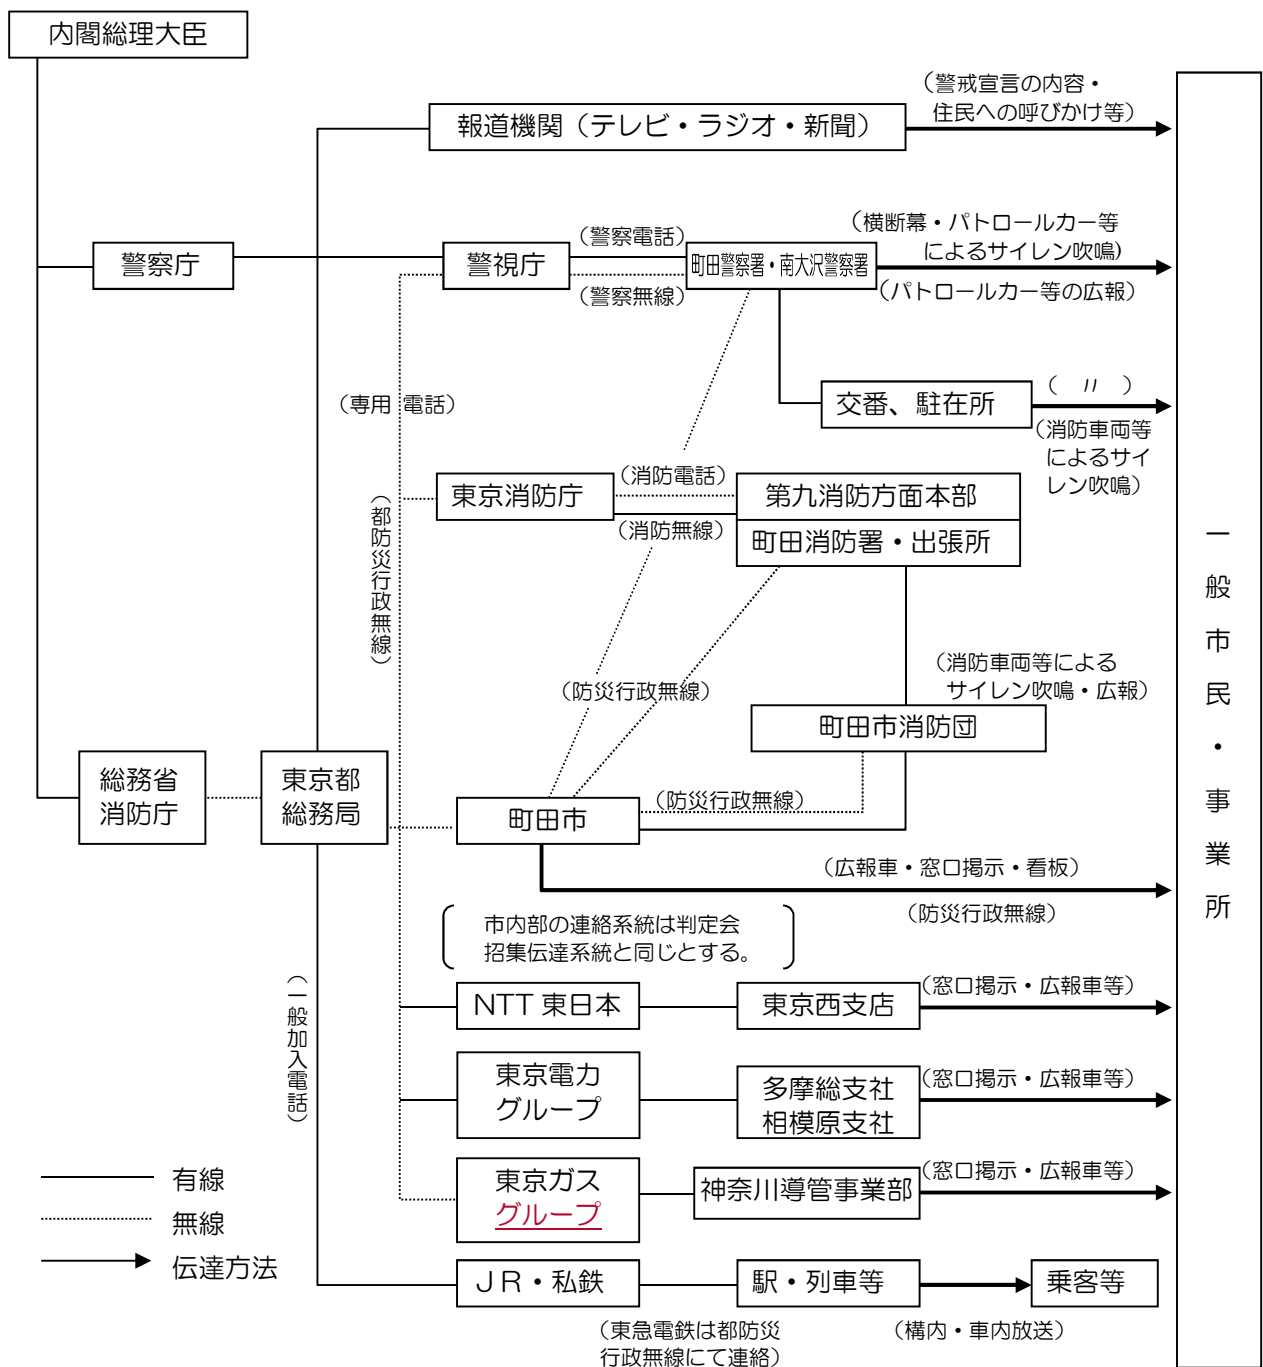 内閣総理大臣
(警戒宣言の内容・
住民への呼びかけ等)
報道機関(テレビ・ラジオ・新聞)
(横断幕・パトロールカー等
によるサイレン吹鳴)
(警察電話)
警察庁
警視庁
町田警察署・南大沢警察署
(警察無線)
(パトロールカー等の広報)
(専用電話)
交番、駐在所
( 〃 )
(消防車両等
によるサイ
レン吹鳴)
(消防電話)
東京消防庁
第九消防方面本部
(消防無線)
町田消防署・出張所
(都防災行政無線)
一般市民・事業所
(消防車両等による
サイレン吹鳴・広報)
(防災行政無線)
町田市消防団
総務省
消防庁
東京都
総務局
(防災行政無線)
町田市
(広報車・窓口掲示・看板)
(防災行政無線)
市内部の連絡系統は判定会
招集伝達系統と同じとする。
(一般加入電話)
NTT東日本
東京西支店
(窓口掲示・広報車等)
東京電力
グループ
多摩総支社
相模原支社
(窓口掲示・広報車等)
東京ガス
グループ
神奈川導管事業部
(窓口掲示・広報車等)
有線
無線
伝達方法
JR・私鉄
駅・列車等
乗客等
(東急電鉄は都防災
行政無線にて連絡)
(構内・車内放送)